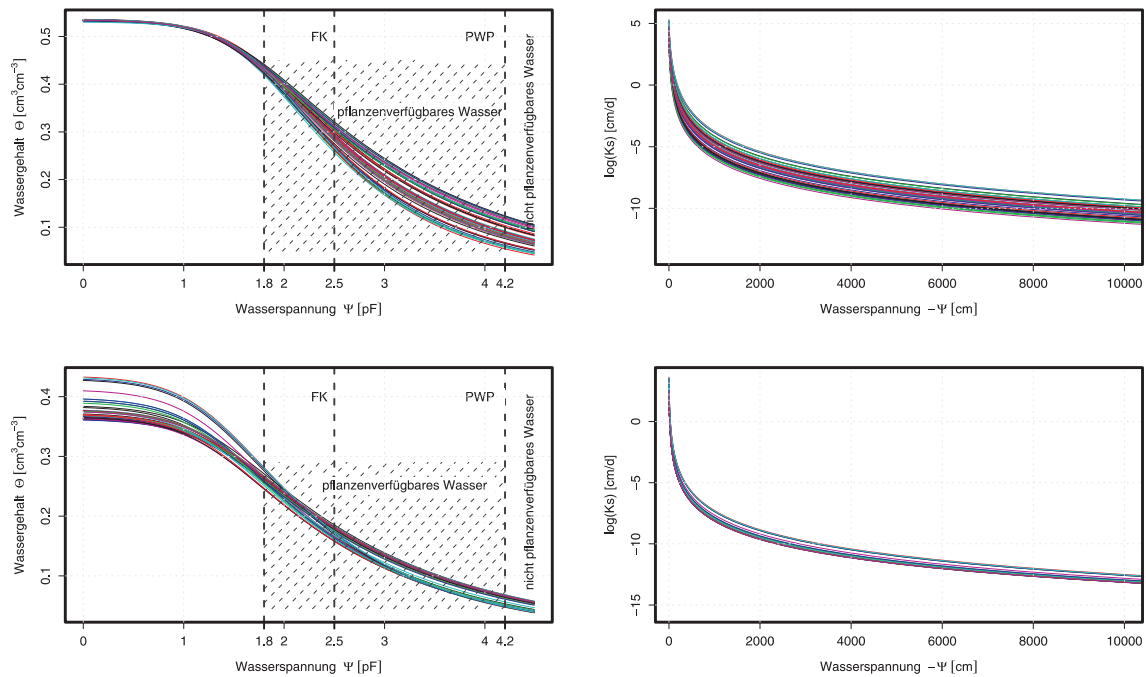 FK
PWP
pflanzenverfügbares Wasser
nicht pflanzenverfügbares Wasser
Wassergehalt Θ [cm³cm⁻³]
0.5
0.4
0.3
0.2
0.1
0 1 1.8 2 2.5 3 4 4.2
Wasserspannung Ψ [pF]
log(Ks) [cm/d]
5
0
−5
−10
0 2000 4000 6000 8000 10000
Wasserspannung −Ψ [cm]
FK
PWP
pflanzenverfügbares Wasser
nicht pflanzenverfügbares Wasser
Wassergehalt Θ [cm³cm⁻³]
0.4
0.3
0.2
0.1
0 1 1.8 2 2.5 3 4 4.2
Wasserspannung Ψ [pF]
log(Ks) [cm/d]
0
−5
−10
−15
0 2000 4000 6000 8000 10000
Wasserspannung −Ψ [cm]